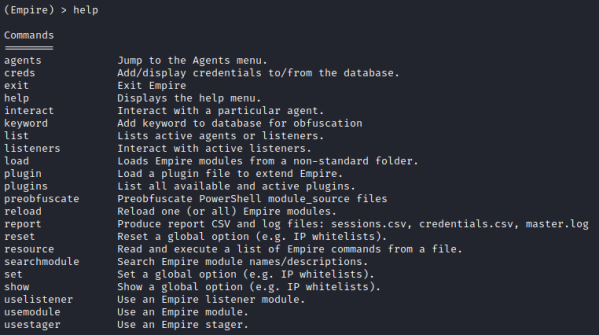 (Empire) > help
Commands
========
agents            Jump to the Agents menu.
creds             Add/display credentials to/from the database.
exit              Exit Empire
help              Displays the help menu.
interact          Interact with a particular agent.
keyword           Add keyword to database for obfuscation
list              Lists active agents or listeners.
listeners         Interact with active listeners.
load              Loads Empire modules from a non-standard folder.
plugin            Load a plugin file to extend Empire.
plugins           List all available and active plugins.
preobfuscate      Preobfuscate PowerShell module_source files
reload            Reload one (or all) Empire modules.
report            Produce report CSV and log files: sessions.csv, credentials.csv, master.log
reset             Reset a global option (e.g. IP whitelists).
resource          Read and execute a list of Empire commands from a file.
searchmodule      Search Empire module names/descriptions.
set               Set a global option (e.g. IP whitelists).
show              Show a global option (e.g. IP whitelists).
uselistener       Use an Empire listener module.
usemodule         Use an Empire module.
usestager         Use an Empire stager.